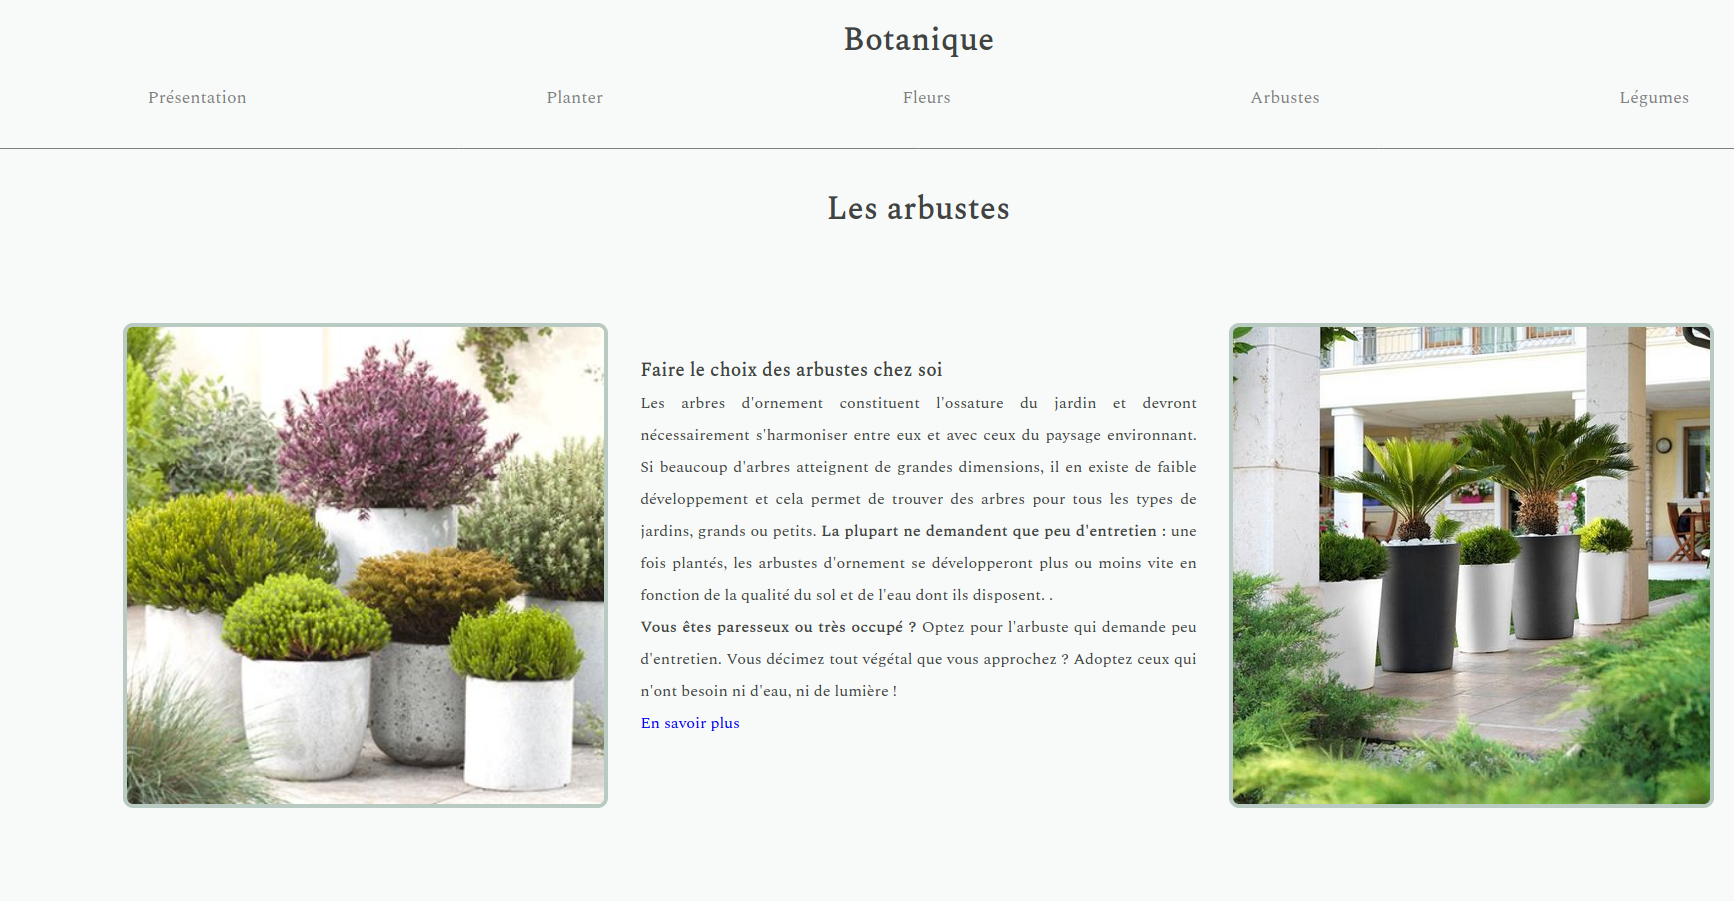 Botanique
Présentation
Planter
Fleurs
Arbustes
Légumes
Les arbustes
Faire le choix des arbustes chez soi
Les arbres d'ornement constituent l'ossature du jardin et devront
nécessairement s'harmoniser entre eux et avec ceux du paysage environnant.
Si beaucoup d'arbres atteignent de grandes dimensions, il en existe de faible
développement et cela permet de trouver des arbres pour tous les types de
jardins, grands ou petits. La plupart ne demandent que peu d'entretien : une
fois plantés, les arbustes d'ornement se développeront plus ou moins vite en
fonction de la qualité du sol et de l'eau dont ils disposent. .
Vous êtes paresseux ou très occupé ? Optez pour l'arbuste qui demande peu
d'entretien. Vous décimez tout végétal que vous approchez ? Adoptez ceux qui
n'ont besoin ni d'eau, ni de lumière !
En savoir plus